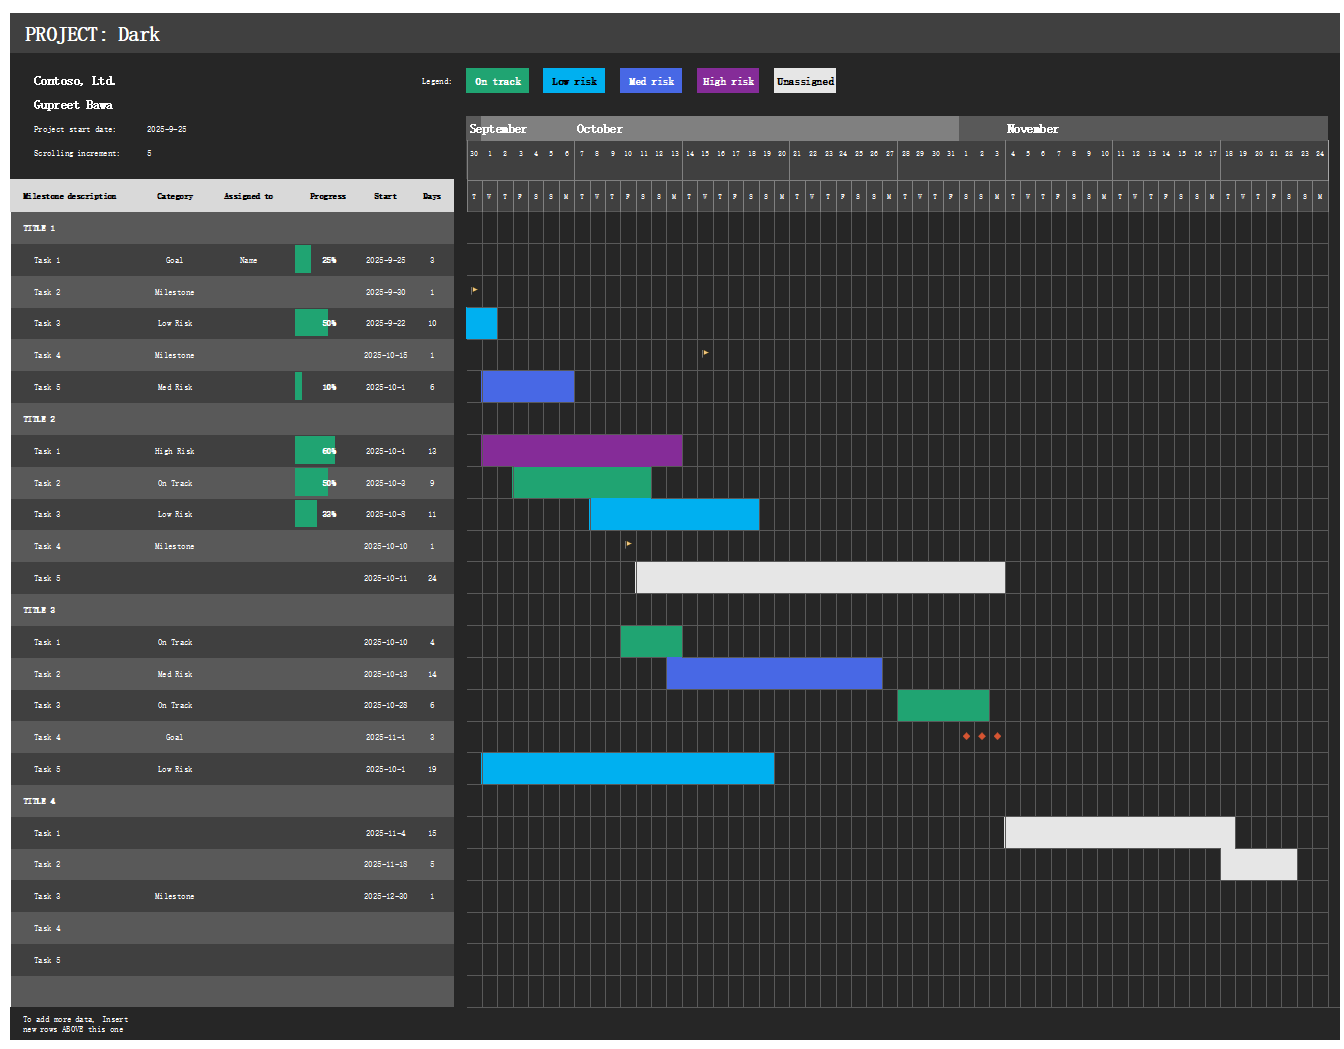 PROJECT: Dark
Contoso, Ltd.
Legend: On track Low risk Med risk High risk Unassigned
Gupreet Bawa
Project start date: 2025-9-25
September October November
Scrolling increment: 5
30 1 2 3 4 5 6 7 8 9 10 11 12 13 14 15 16 17 18 19 20 21 22 23 24 25 26 27 28 29 30 31 1 2 3 4 5 6 7 8 9 10 11 12 13 14 15 16 17 18 19 20 21 22 23 24
Milestone description Category Assigned to Progress Start Days
T W T F S S M T W T F S S M T W T F S S M T W T F S S M T W T F S S M T W T F S S M T W T F S S M T W T F S S M
TITLE 1
Task 1 Goal Name 25% 2025-9-25 3
Task 2 Milestone 2025-9-30 1
Task 3 Low Risk 50% 2025-9-22 10
Task 4 Milestone 2025-10-15 1
Task 5 Med Risk 10% 2025-10-1 6
TITLE 2
Task 1 High Risk 60% 2025-10-1 13
Task 2 On Track 50% 2025-10-3 9
Task 3 Low Risk 33% 2025-10-8 11
Task 4 Milestone 2025-10-10 1
Task 5 2025-10-11 24
TITLE 3
Task 1 On Track 2025-10-10 4
Task 2 Med Risk 2025-10-13 14
Task 3 On Track 2025-10-28 6
Task 4 Goal 2025-11-1 3
Task 5 Low Risk 2025-10-1 19
TITLE 4
Task 1 2025-11-4 15
Task 2 2025-11-18 5
Task 3 Milestone 2025-12-30 1
Task 4
Task 5
To add more data, Insert
new rows ABOVE this one